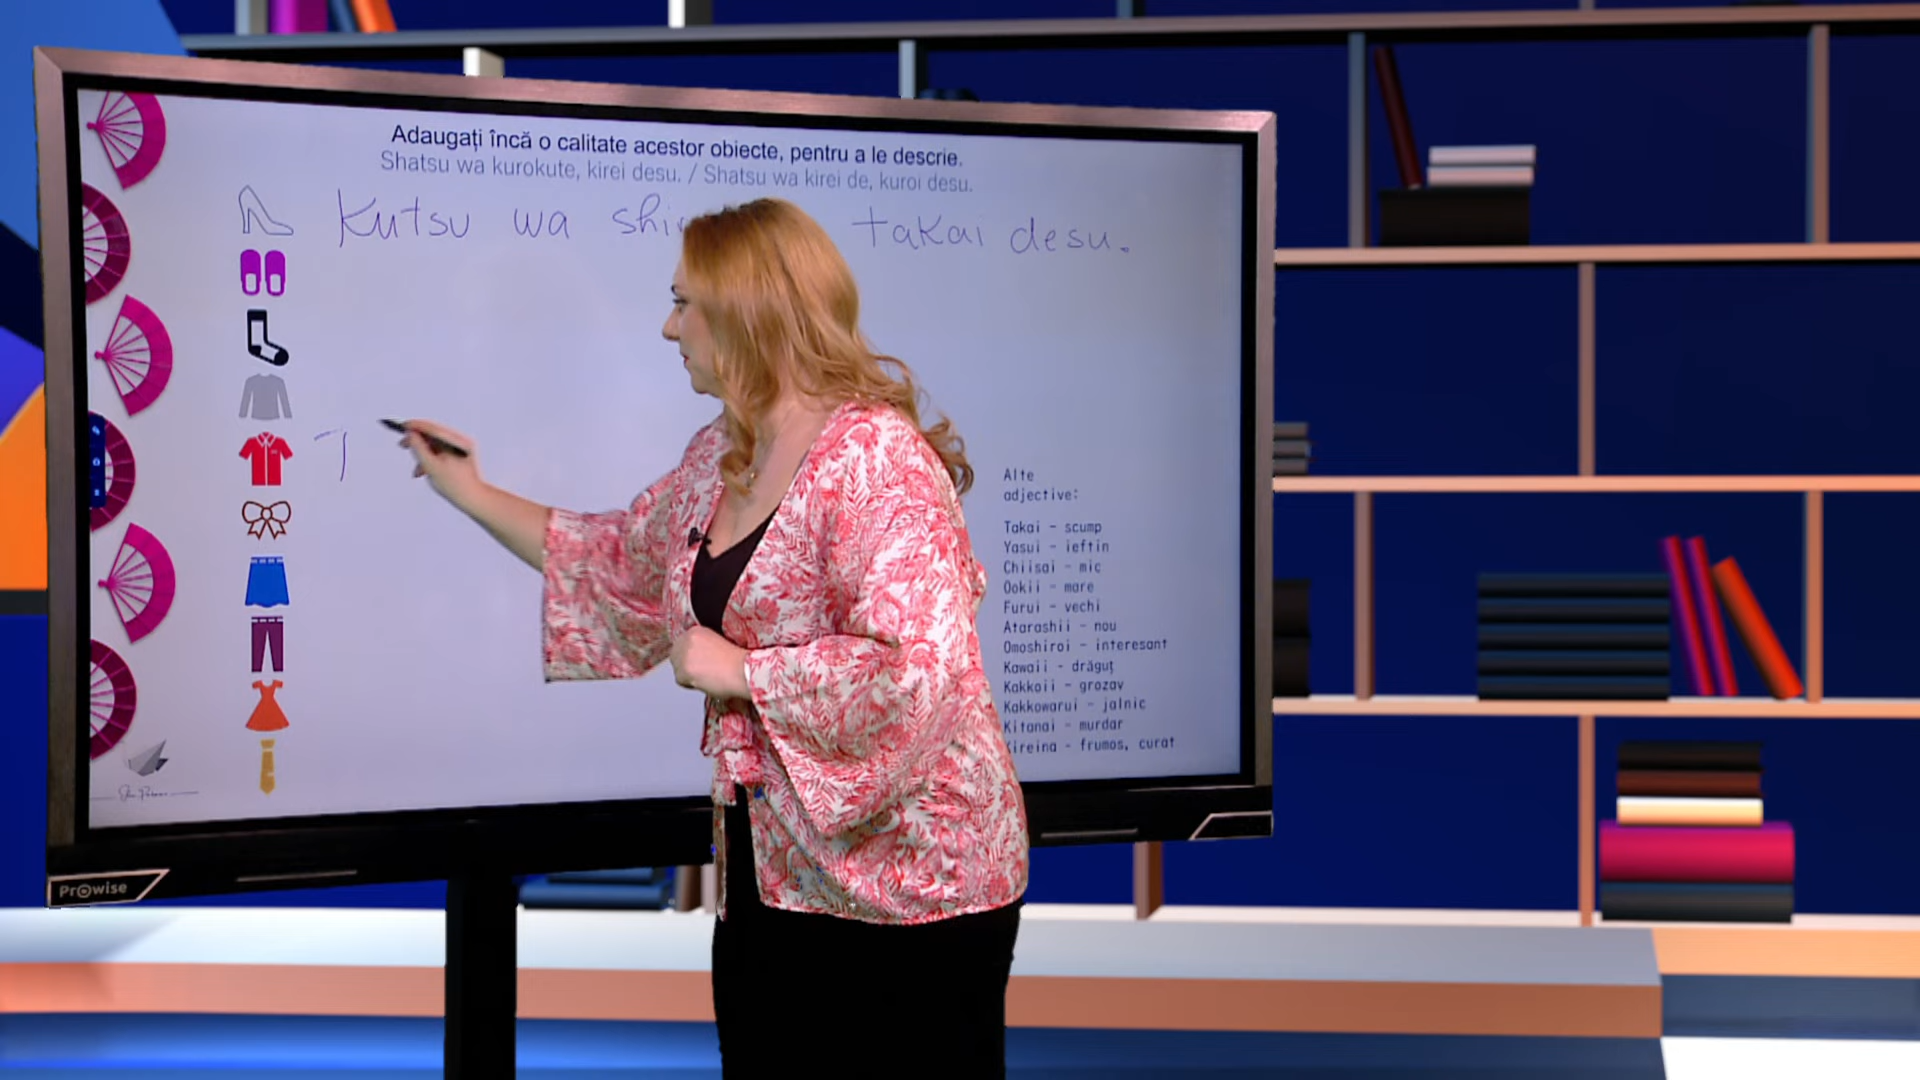 Adaugați încă o calitate acestor obiecte, pentru a le descrie.
Shatsu wa kurokute, kirei desu. / Shatsu wa kirei de, kuroi desu.
Kutsu wa shi takai desu.
T
Alte
adjective:
Takai - scump
Yasui - ieftin
Chiisai - mic
Ookii - mare
Furui - vechi
Atarashii - nou
Omoshiroi - interesant
Kawaii - drăguț
Kakkoii - grozav
Kakkowarui - jalnic
Kitanai - murdar
Kireina - frumos, curat
Prowise